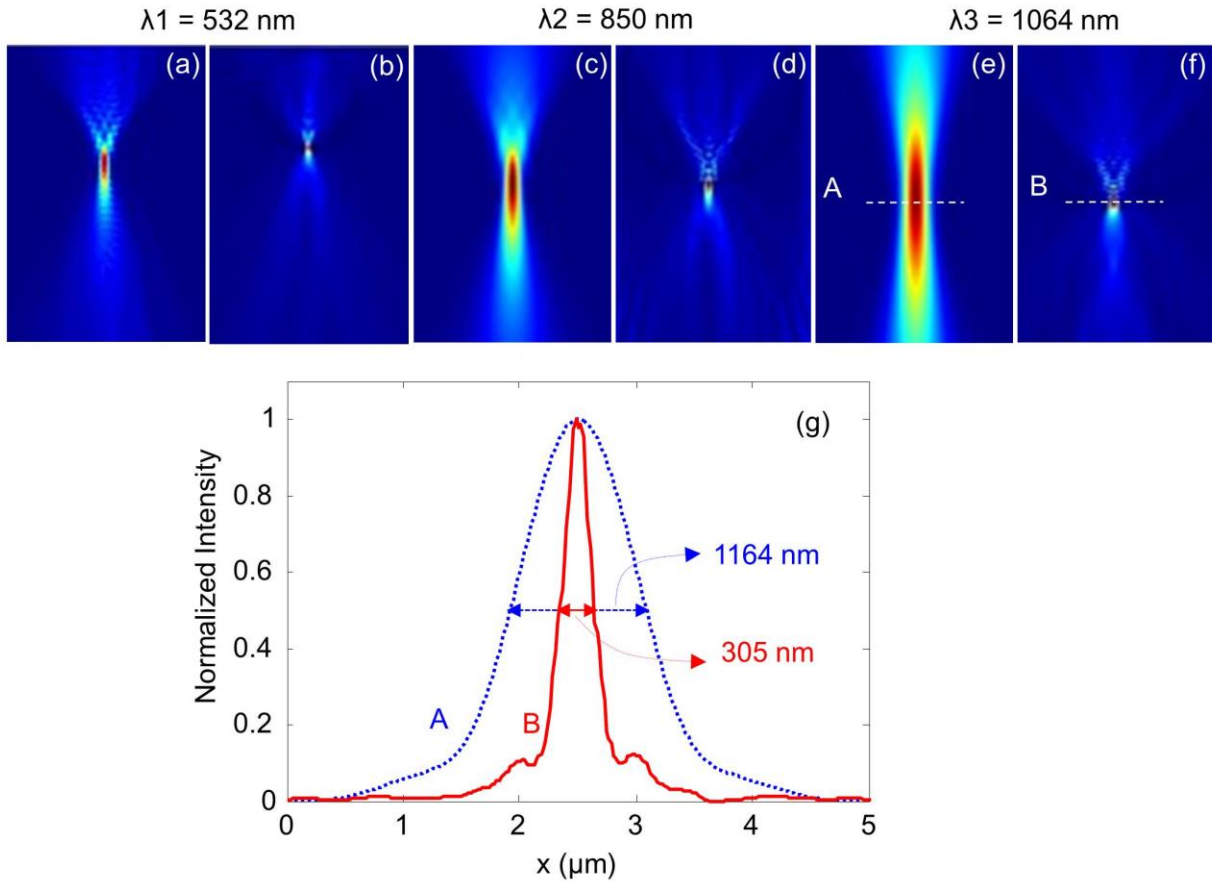 λ1 = 532 nm
λ2 = 850 nm
λ3 = 1064 nm
(a)
(b)
(c)
(d)
(e)
(f)
A
B
(g)
Normalized Intensity
1
0.8
0.6
0.4
0.2
0
1164 nm
305 nm
A
B
0 1 2 3 4 5
x (μm)